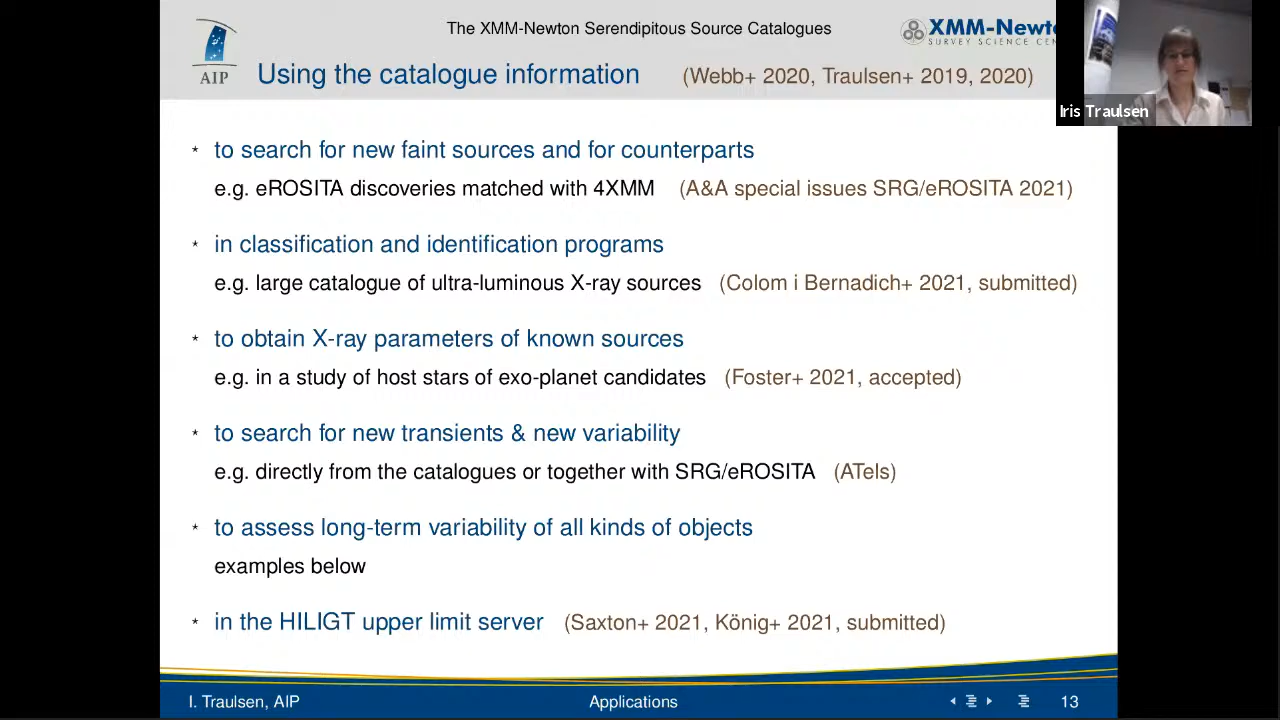 The XMM-Newton Serendipitous Source Catalogues
XMM-Newto
SURVEY SCIENCE CEN
AIP
Using the catalogue information (Webb+ 2020, Traulsen+ 2019, 2020)
Iris Traulsen
* to search for new faint sources and for counterparts
e.g. eROSITA discoveries matched with 4XMM (A&A special issues SRG/eROSITA 2021)
* in classification and identification programs
e.g. large catalogue of ultra-luminous X-ray sources (Colom i Bernadich+ 2021, submitted)
* to obtain X-ray parameters of known sources
e.g. in a study of host stars of exo-planet candidates (Foster+ 2021, accepted)
* to search for new transients & new variability
e.g. directly from the catalogues or together with SRG/eROSITA (ATels)
* to assess long-term variability of all kinds of objects
examples below
* in the HILIGT upper limit server (Saxton+ 2021, König+ 2021, submitted)
I. Traulsen, AIP
Applications
13